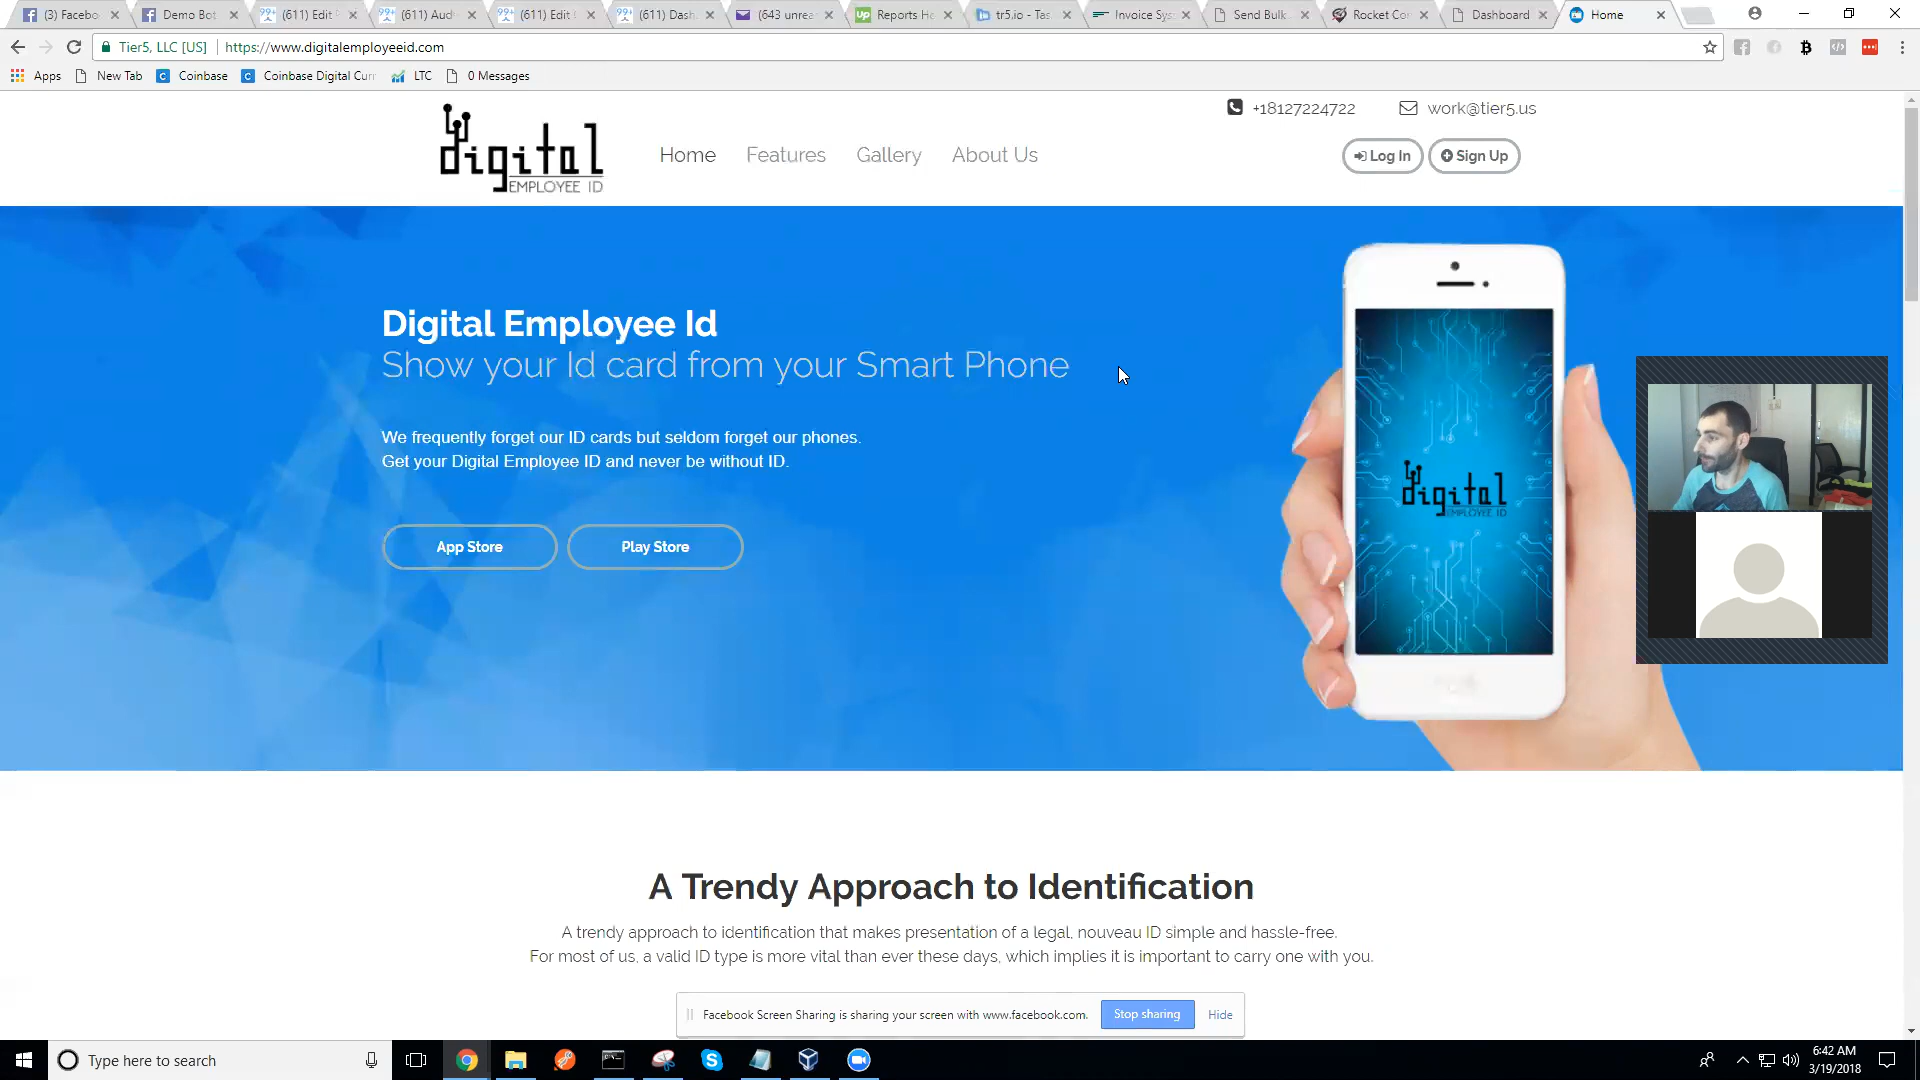 (3) Facebo
Demo Bot
(611) Edit
(611) Aud
(611) Edit
(611) Dash
(643 unrea
Reports He
tr5.io - Tas
Invoice Sys
Send Bulk
Rocket Co
Dashboard
Home
Tier5, LLC [US]
https://www.digitalemployeeid.com
Apps
New Tab
Coinbase
Coinbase Digital Curr
LTC
0 Messages
+18127224722
work@tier5.us
digital
EMPLOYEE ID
Home
Features
Gallery
About Us
Log In
Sign Up
Digital Employee Id
Show your Id card from your Smart Phone
We frequently forget our ID cards but seldom forget our phones.
Get your Digital Employee ID and never be without ID.
App Store
Play Store
digital
EMPLOYEE ID
A Trendy Approach to Identification
A trendy approach to identification that makes presentation of a legal, nouveau ID simple and hassle-free.
For most of us, a valid ID type is more vital than ever these days, which implies it is important to carry one with you.
Facebook Screen Sharing is sharing your screen with www.facebook.com.
Stop sharing
Hide
Type here to search
6:42 AM
3/19/2018